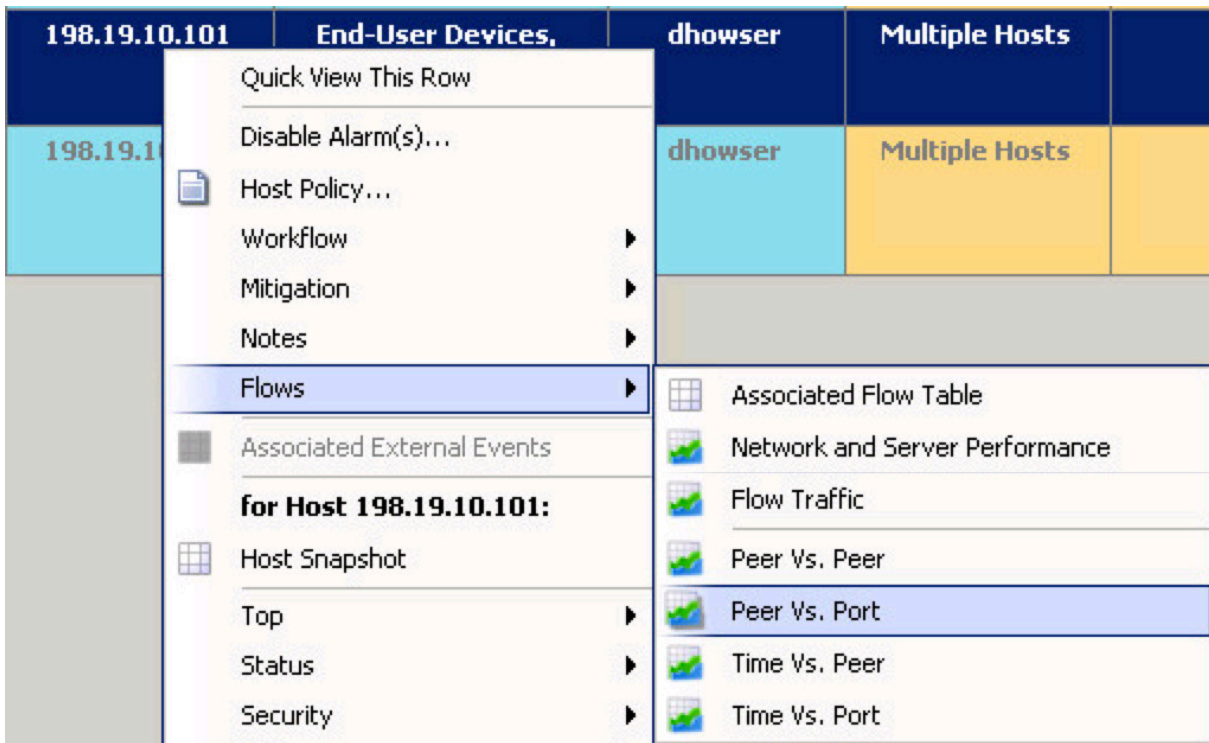 198.19.10.101 End-User Devices, dhowser Multiple Hosts
Quick View This Row
Disable Alarm(s)...
198.19.1 dhowser Multiple Hosts
Host Policy...
Workflow
Mitigation
Notes
Flows
Associated External Events
for Host 198.19.10.101:
Host Snapshot
Top
Status
Security
Associated Flow Table
Network and Server Performance
Flow Traffic
Peer Vs. Peer
Peer Vs. Port
Time Vs. Peer
Time Vs. Port